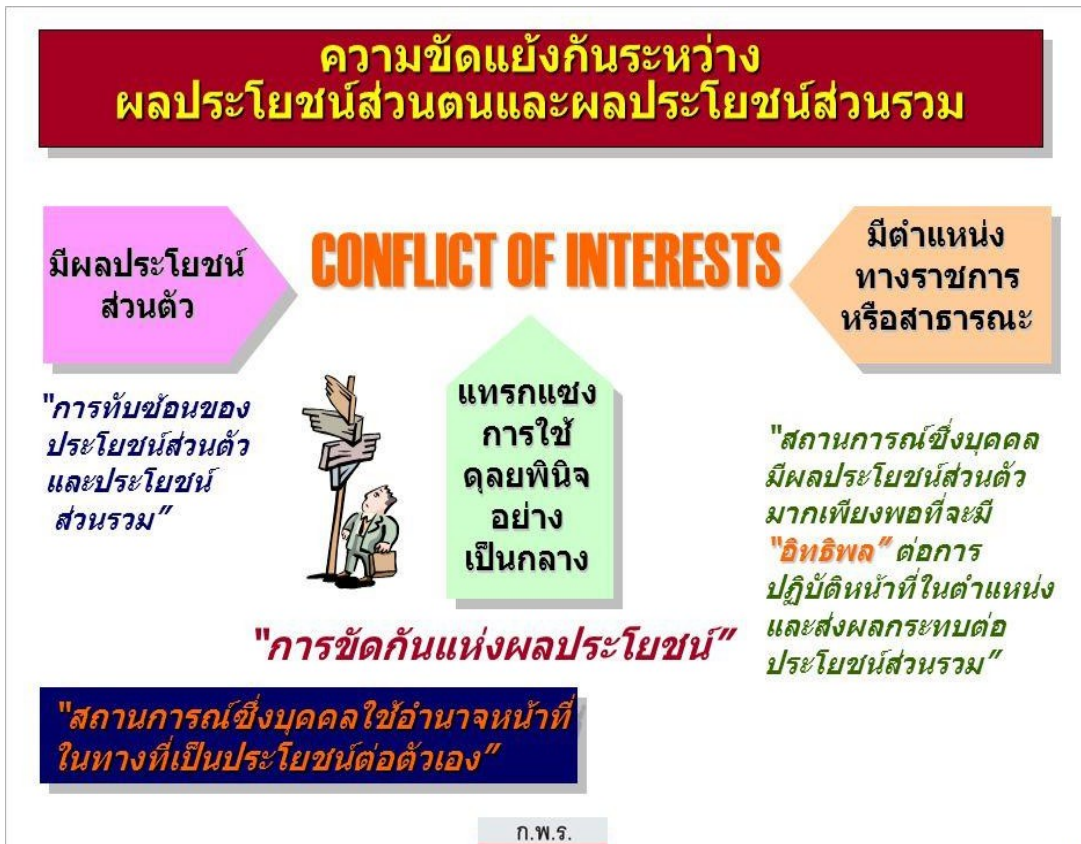 ความขัดแย้งกันระหว่าง
ผลประโยชน์ส่วนตนและผลประโยชน์ส่วนรวม
มีผลประโยชน์
ส่วนตัว
CONFLICT OF INTERESTS
มีตำแหน่ง
ทางราชการ
หรือสาธารณะ
"การทับซ้อนของ
ประโยชน์ส่วนตัว
และประโยชน์
ส่วนรวม"
แทรกแซง
การใช้
ดุลยพินิจ
อย่าง
เป็นกลาง
"สถานการณ์ซึ่งบุคคล
มีผลประโยชน์ส่วนตัว
มากเพียงพอที่จะมี
"อิทธิพล" ต่อการ
ปฏิบัติหน้าที่ในตำแหน่ง
และส่งผลกระทบต่อ
ประโยชน์ส่วนรวม"
"การขัดกันแห่งผลประโยชน์"
"สถานการณ์ซึ่งบุคคลใช้อำนาจหน้าที่
ในทางที่เป็นประโยชน์ต่อตัวเอง"
ก.พ.ร.